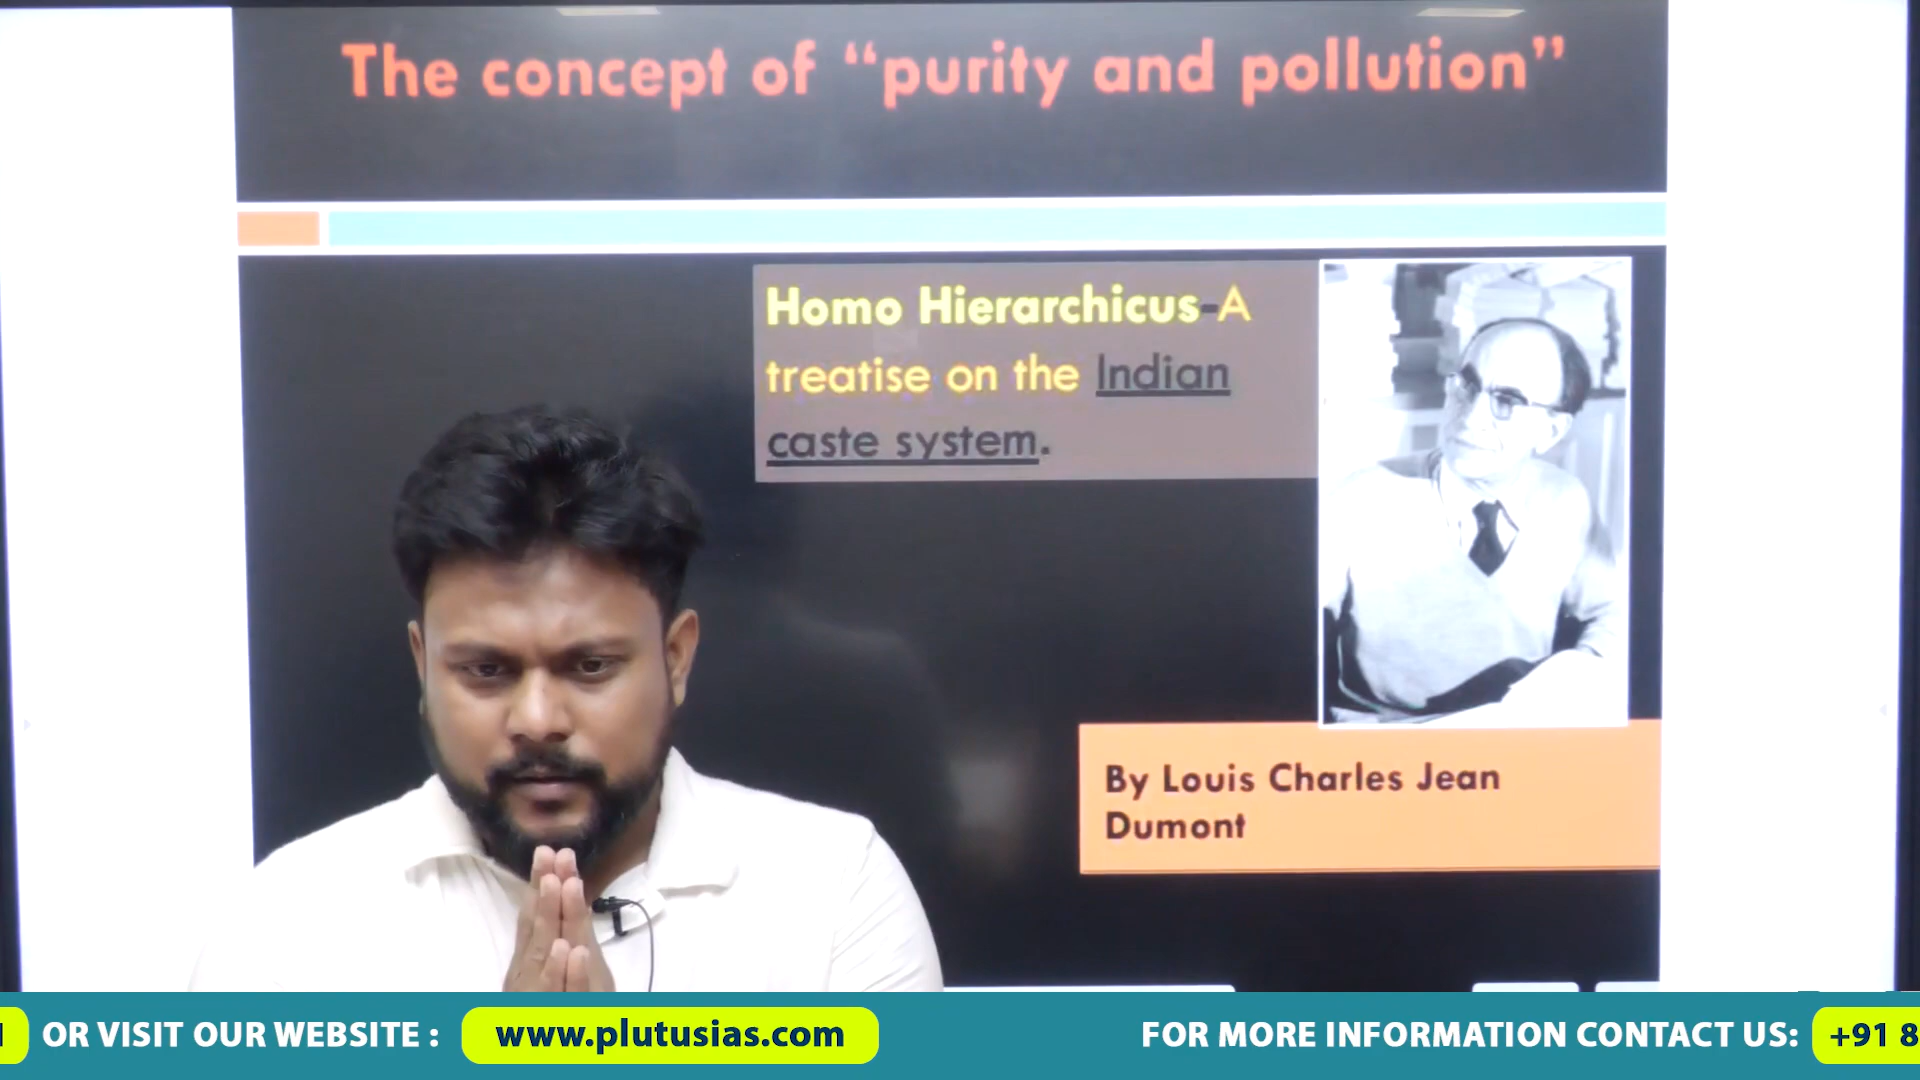 The concept of “purity and pollution”
Homo Hierarchicus-A
treatise on the Indian
caste system.
By Louis Charles Jean
Dumont
OR VISIT OUR WEBSITE : www.plutusias.com FOR MORE INFORMATION CONTACT US: +91 8